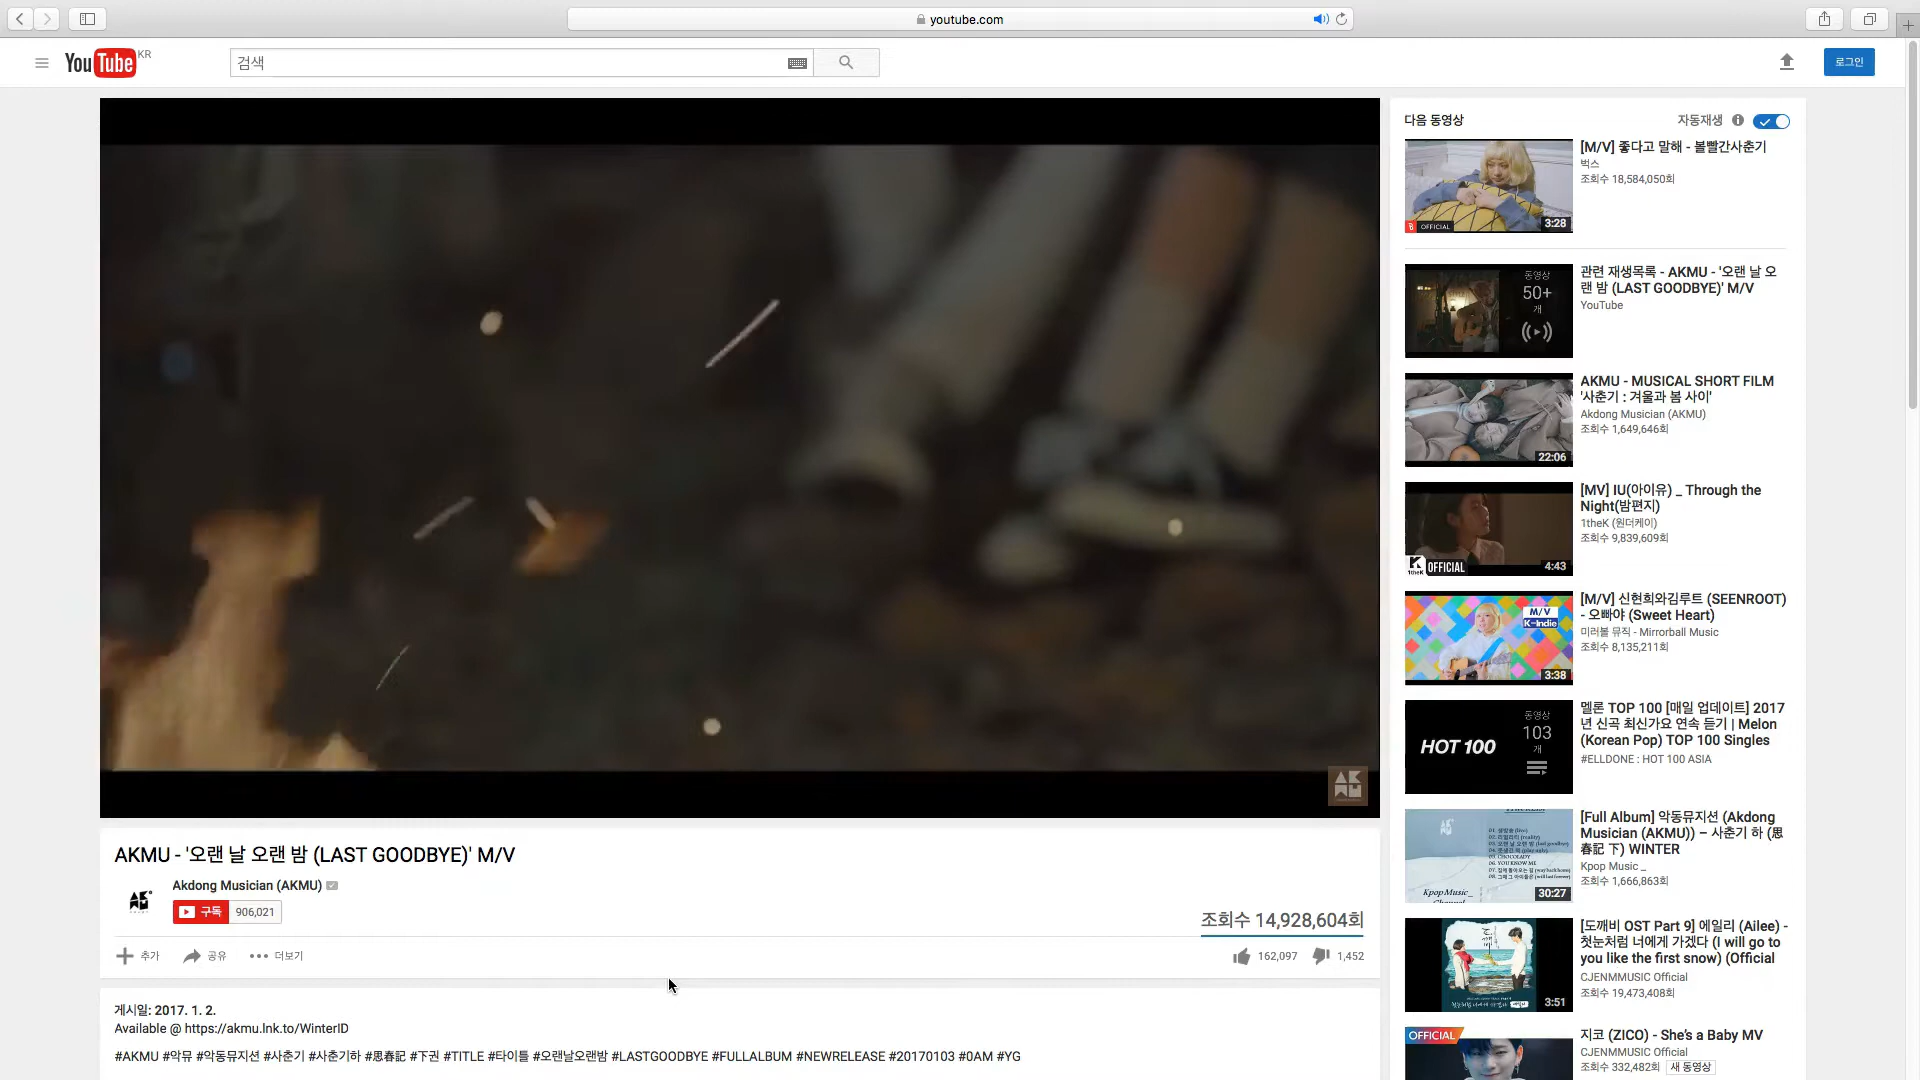 youtube.com
YouTube KR
검색
로그인
다음 동영상
자동재생
[M/V] 좋다고 말해 - 볼빨간사춘기
벅스
조회수 18,584,050회
OFFICIAL
3:28
동영상
50+
개
관련 재생목록 - AKMU - '오랜 날 오
랜 밤 (LAST GOODBYE)' M/V
YouTube
AKMU - MUSICAL SHORT FILM
'사춘기 : 겨울과 봄 사이'
Akdong Musician (AKMU)
조회수 1,649,646회
22:06
[MV] IU(아이유) _ Through the
Night(밤편지)
1theK (원더케이)
조회수 9,839,609회
K
1theK OFFICIAL
4:43
M/V
K-Indie
3:38
[M/V] 신현희와김루트 (SEENROOT)
- 오빠야 (Sweet Heart)
미러볼 뮤직 - Mirrorball Music
조회수 8,135,211회
HOT 100
동영상
103
개
멜론 TOP 100 [매일 업데이트] 2017
년 신곡 최신가요 연속 듣기 | Melon
(Korean Pop) TOP 100 Singles
#ELLDONE : HOT 100 ASIA
Kpop Music_
Channel
30:27
[Full Album] 악동뮤지션 (Akdong
Musician (AKMU)) – 사춘기 하 (思
春記 下) WINTER
Kpop Music _
조회수 1,666,863회
3:51
[도깨비 OST Part 9] 에일리 (Ailee) -
첫눈처럼 너에게 가겠다 (I will go to
you like the first snow) (Official
CJENMMUSIC Official
조회수 19,473,408회
OFFICIAL
지코 (ZICO) - She's a Baby MV
CJENMMUSIC Official
조회수 332,482회 새 동영상
AKMU
AKMU - '오랜 날 오랜 밤 (LAST GOODBYE)' M/V
Akdong Musician (AKMU)
구독 906,021
조회수 14,928,604회
추가 공유 더보기
162,097 1,452
게시일: 2017. 1. 2.
Available @ https://akmu.lnk.to/WinterID
#AKMU #악뮤 #악동뮤지션 #사춘기 #사춘기하 #思春記 #下권 #TITLE #타이틀 #오랜날오랜밤 #LASTGOODBYE #FULLALBUM #NEWRELEASE #20170103 #0AM #YG